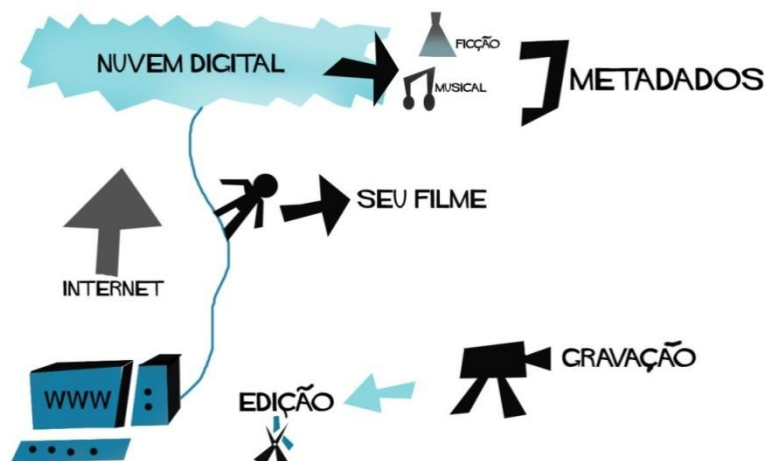 NUVEM DIGITAL
FICÇÃO
MUSICAL
METADADOS
SEU FILME
INTERNET
GRAVAÇÃO
WWW
EDIÇÃO